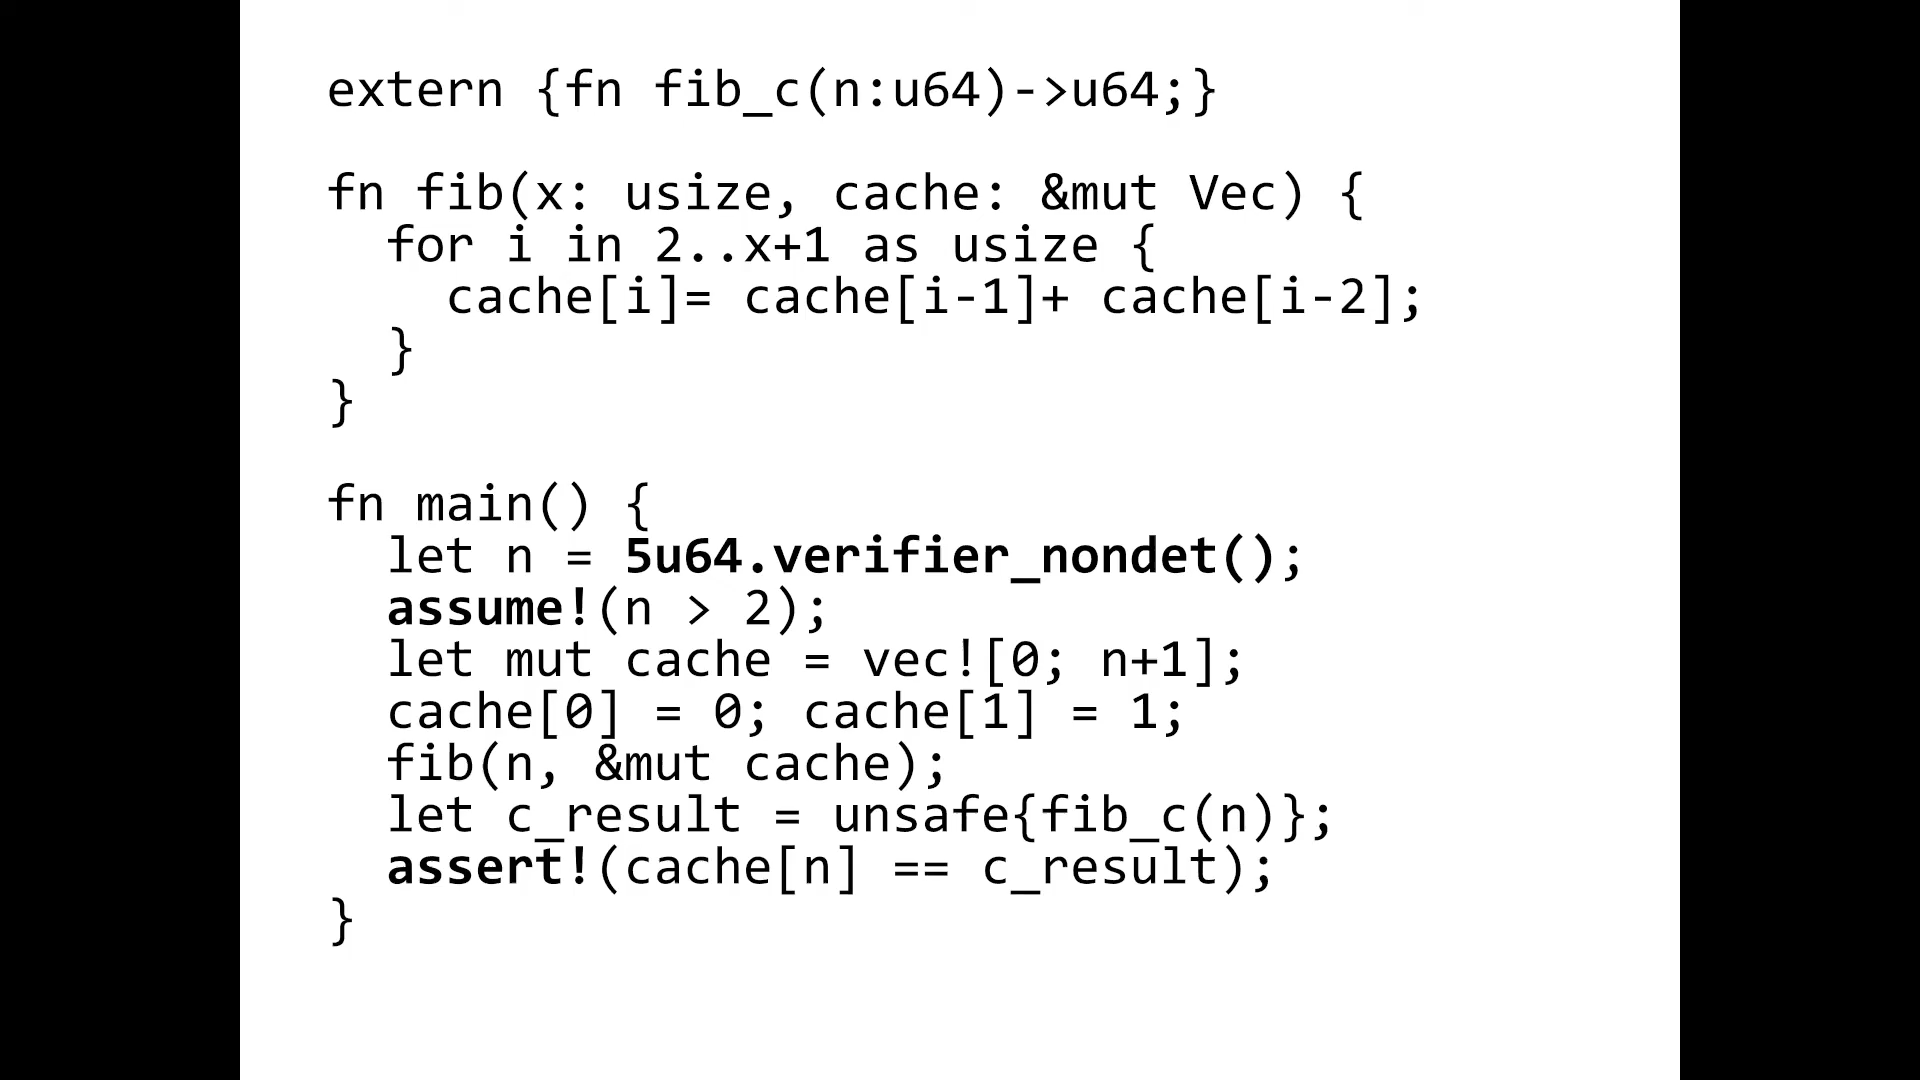 extern {fn fib_c(n:u64)->u64;}
fn fib(x: usize, cache: &mut Vec) {
for i in 2..x+1 as usize {
cache[i]= cache[i-1]+ cache[i-2];
}
}
fn main() {
let n = 5u64.verifier_nondet();
assume!(n > 2);
let mut cache = vec![0; n+1];
cache[0] = 0; cache[1] = 1;
fib(n, &mut cache);
let c_result = unsafe{fib_c(n)};
assert!(cache[n] == c_result);
}